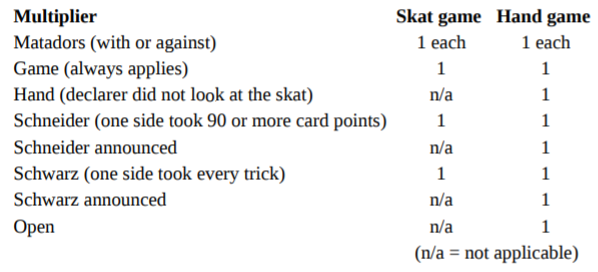 Multiplier Skat game Hand game
Matadors (with or against) 1 each 1 each
Game (always applies) 1 1
Hand (declarer did not look at the skat) n/a 1
Schneider (one side took 90 or more card points) 1 1
Schneider announced n/a 1
Schwarz (one side took every trick) 1 1
Schwarz announced n/a 1
Open n/a 1
(n/a = not applicable)